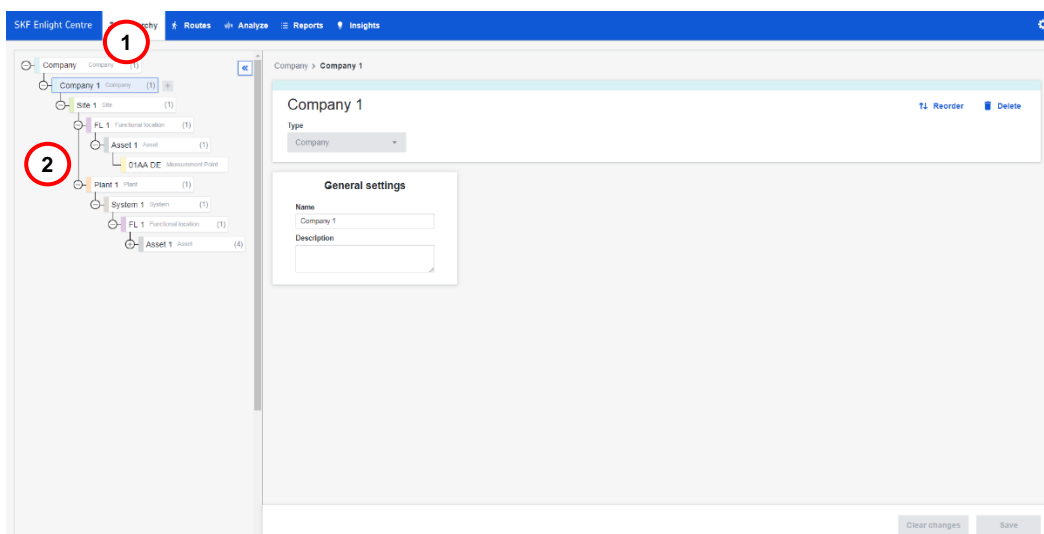 SKF Enlight Centre rchy Routes Analyze Reports Insights
1
Company Company (1)
Company 1 Company (1) +
Site 1 Site (1)
FL 1 Functional location (1)
Asset 1 Asset (1)
01AA DE Measurement Point
2
Plant 1 Plant (1)
System 1 System (1)
FL 1 Functional location (1)
Asset 1 Asset (4)
«
Company > Company 1
Company 1
Reorder Delete
Type
Company
General settings
Name
Company 1
Description
Clear changes Save